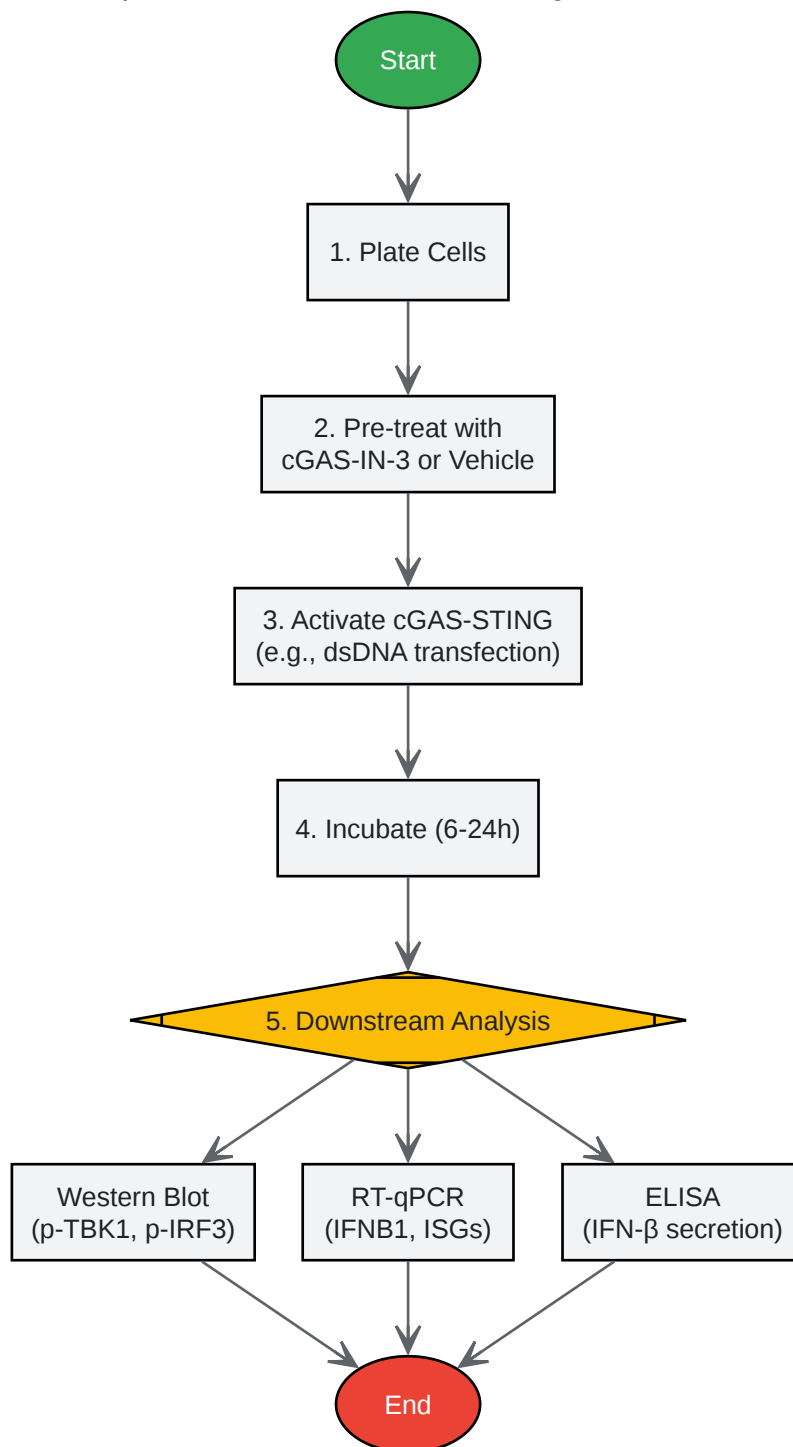 Start
1. Plate Cells
2. Pre-treat with
cGAS-IN-3 or Vehicle
3. Activate cGAS-STING
(e.g., dsDNA transfection)
4. Incubate (6-24h)
5. Downstream Analysis
Western Blot
(p-TBK1, p-IRF3)
RT-qPCR
(IFNB1, ISGs)
ELISA
(IFN-β secretion)
End